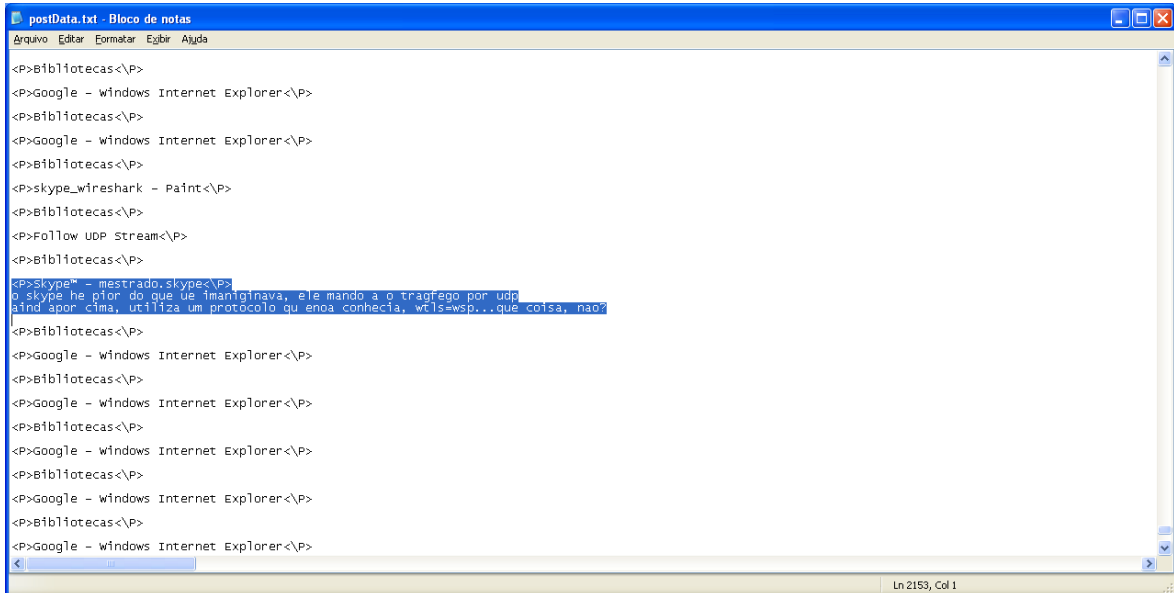 postData.txt - Bloco de notas
Arquivo Editar Formatar Exibir Ajuda
<P>Bibliotecas<\P>
<P>Google - Windows Internet Explorer<\P>
<P>Bibliotecas<\P>
<P>Google - Windows Internet Explorer<\P>
<P>Bibliotecas<\P>
<P>skype_wireshark - Paint<\P>
<P>Bibliotecas<\P>
<P>Follow UDP Stream<\P>
<P>Bibliotecas<\P>
<P>Skype™ - mestrado.skype<\P>
o skype he pior do que ue imaniginava, ele mando a o tragfego por udp
aind apor cima, utiliza um protocolo qu enoa conhecia, wtls=wsp...que coisa, nao?
<P>Bibliotecas<\P>
<P>Google - Windows Internet Explorer<\P>
<P>Bibliotecas<\P>
<P>Google - Windows Internet Explorer<\P>
<P>Bibliotecas<\P>
<P>Google - Windows Internet Explorer<\P>
<P>Bibliotecas<\P>
<P>Google - Windows Internet Explorer<\P>
<P>Bibliotecas<\P>
<P>Google - Windows Internet Explorer<\P>
Ln 2153, Col 1